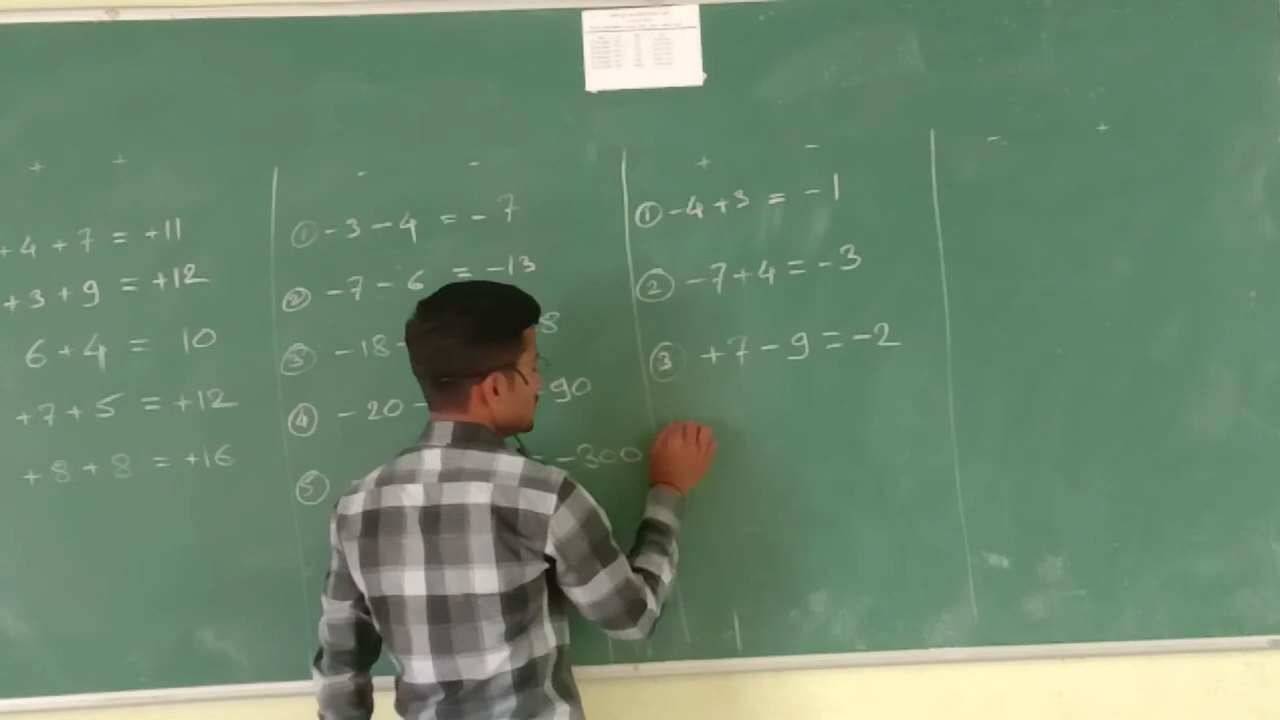 + +
+4 + 7 = +11
+3 + 9 = +12
6 + 4 = 10
+7 + 5 = +12
+8 + 8 = +16
- -
① -3 - 4 = - 7
② -7 - 6 = -13
③ -18 - 8
④ -20 - -90
⑤ = -300
+ -
① -4 + 3 = -1
② -7 + 4 = -3
③ +7 - 9 = -2
- +